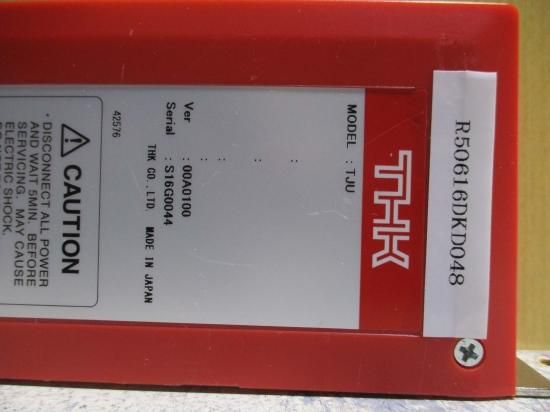 R50616DKD048
THK
MODEL : TJU
:
:
:
:
Ver : 00A0100
Serial : S16G0044
THK CO.,LTD. MADE IN JAPAN
42576
CAUTION
・DISCONNECT ALL POWER
AND WAIT 5MIN. BEFORE
SERVICING. MAY CAUSE
ELECTRIC SHOCK.